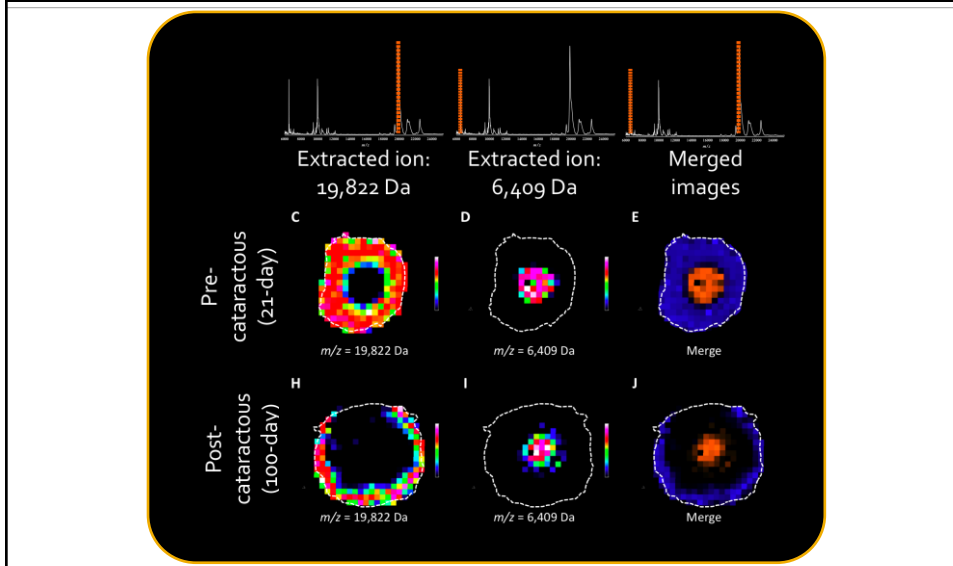 Extracted ion:
19,822 Da
Extracted ion:
6,409 Da
Merged
images
C
D
E
Pre-
cataractous
(21-day)
m/z = 19,822 Da
m/z = 6,409 Da
Merge
H
I
J
Post-
cataractous
(100-day)
m/z = 19,822 Da
m/z = 6,409 Da
Merge